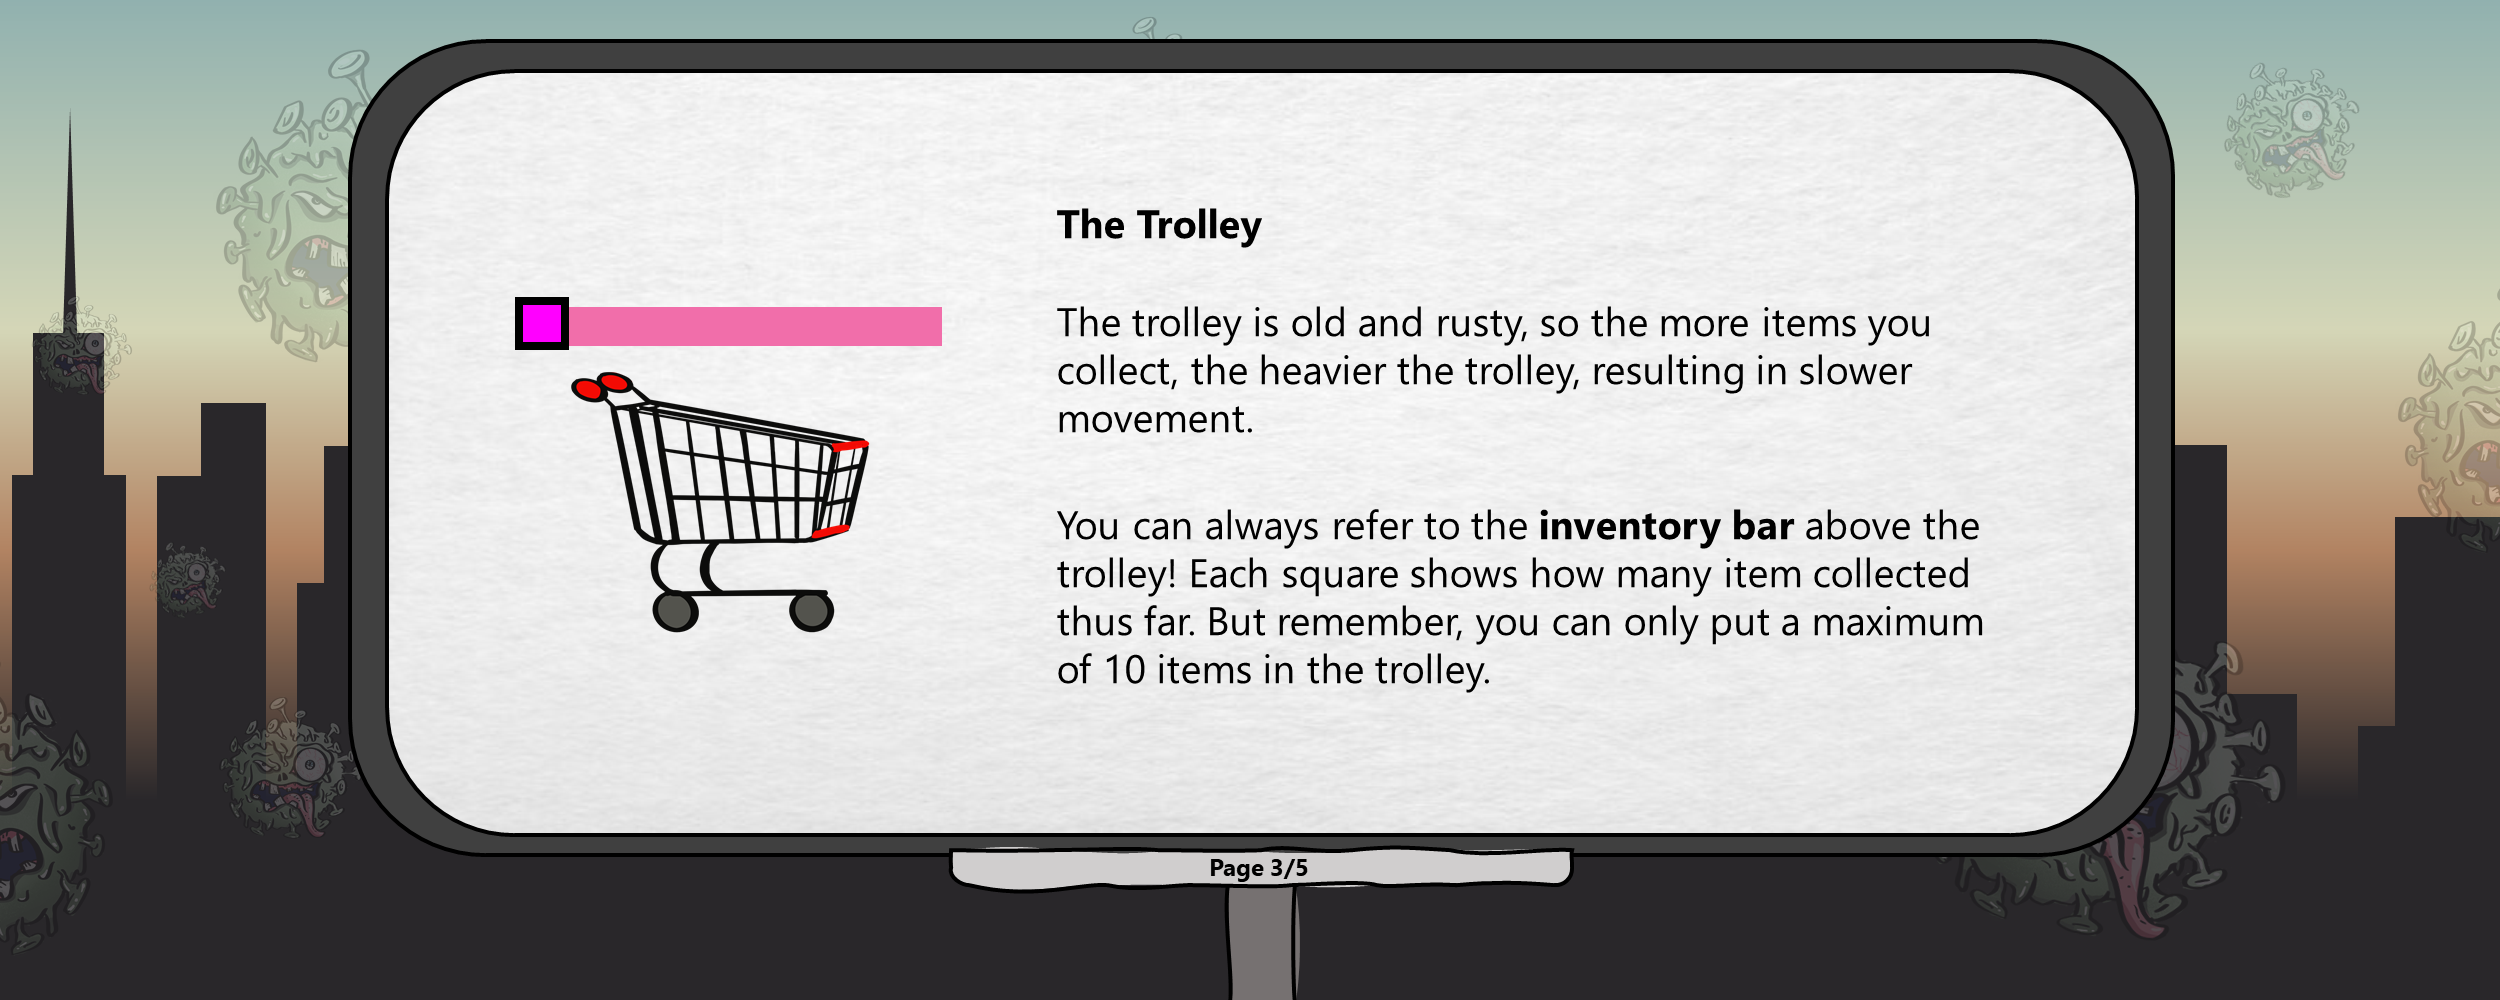 The Trolley
The trolley is old and rusty, so the more items you
collect, the heavier the trolley, resulting in slower
movement.
You can always refer to the inventory bar above the
trolley! Each square shows how many item collected
thus far. But remember, you can only put a maximum
of 10 items in the trolley.
Page 3/5